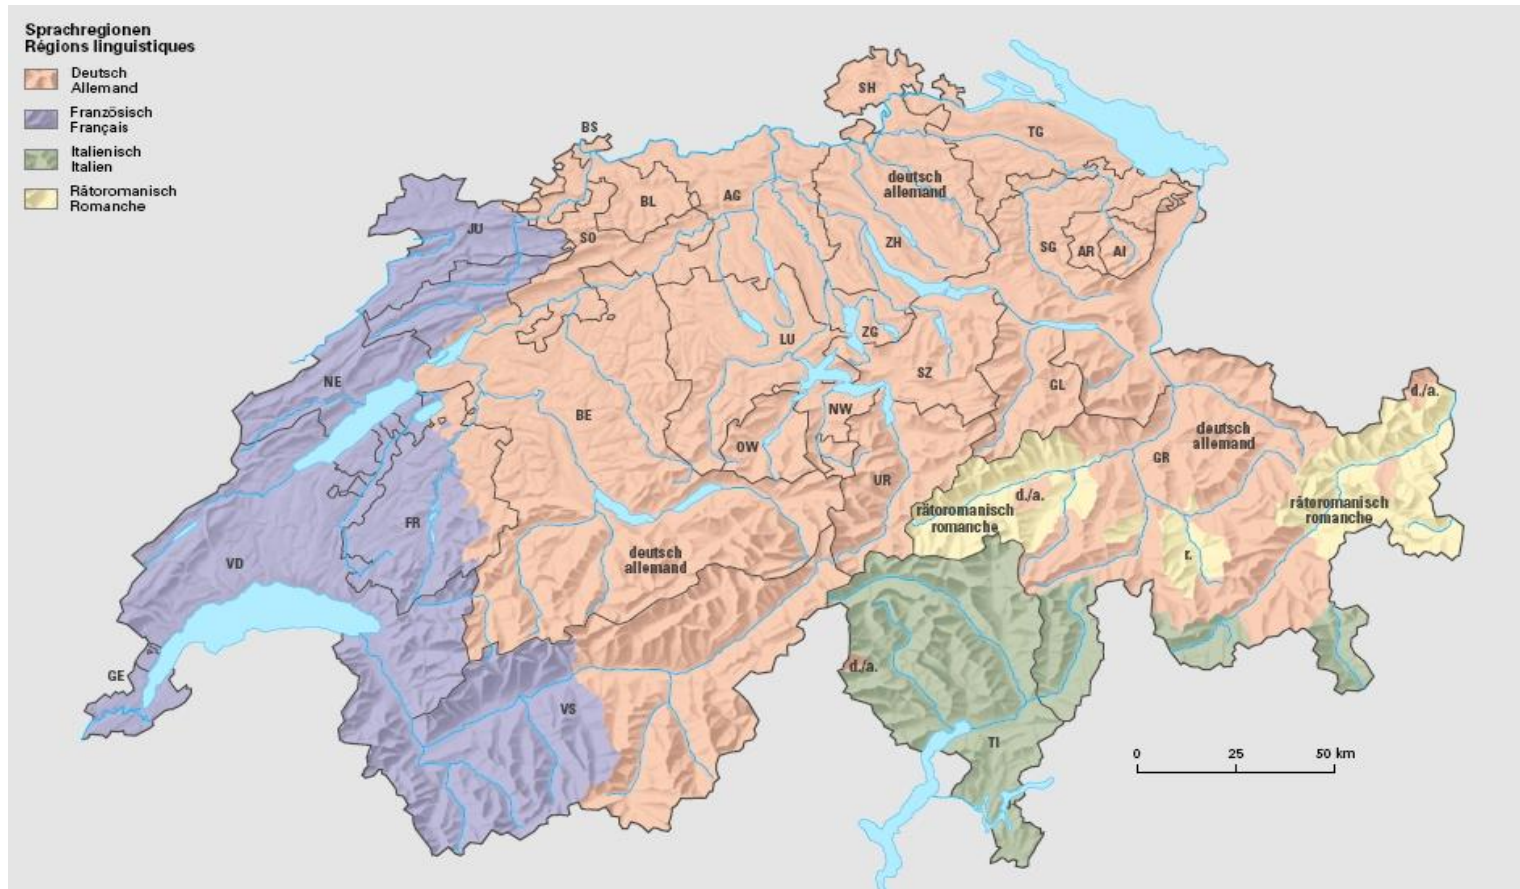 Sprachregionen
Régions linguistiques
Deutsch
Allemand
Französisch
Français
Italienisch
Italien
Rätoromanisch
Romanche
SH
BS
TG
deutsch
allemand
BL
AG
JU
SO
ZH
SG
AR
AI
LU
ZG
NE
SZ
GL
d./a.
BE
NW
deutsch
allemand
OW
GR
UR
d./a.
rätoromanisch
romanche
rätoromanisch
romanche
FR
VD
deutsch
allemand
r.
GE
d./a.
VS
TI
0 25 50 km